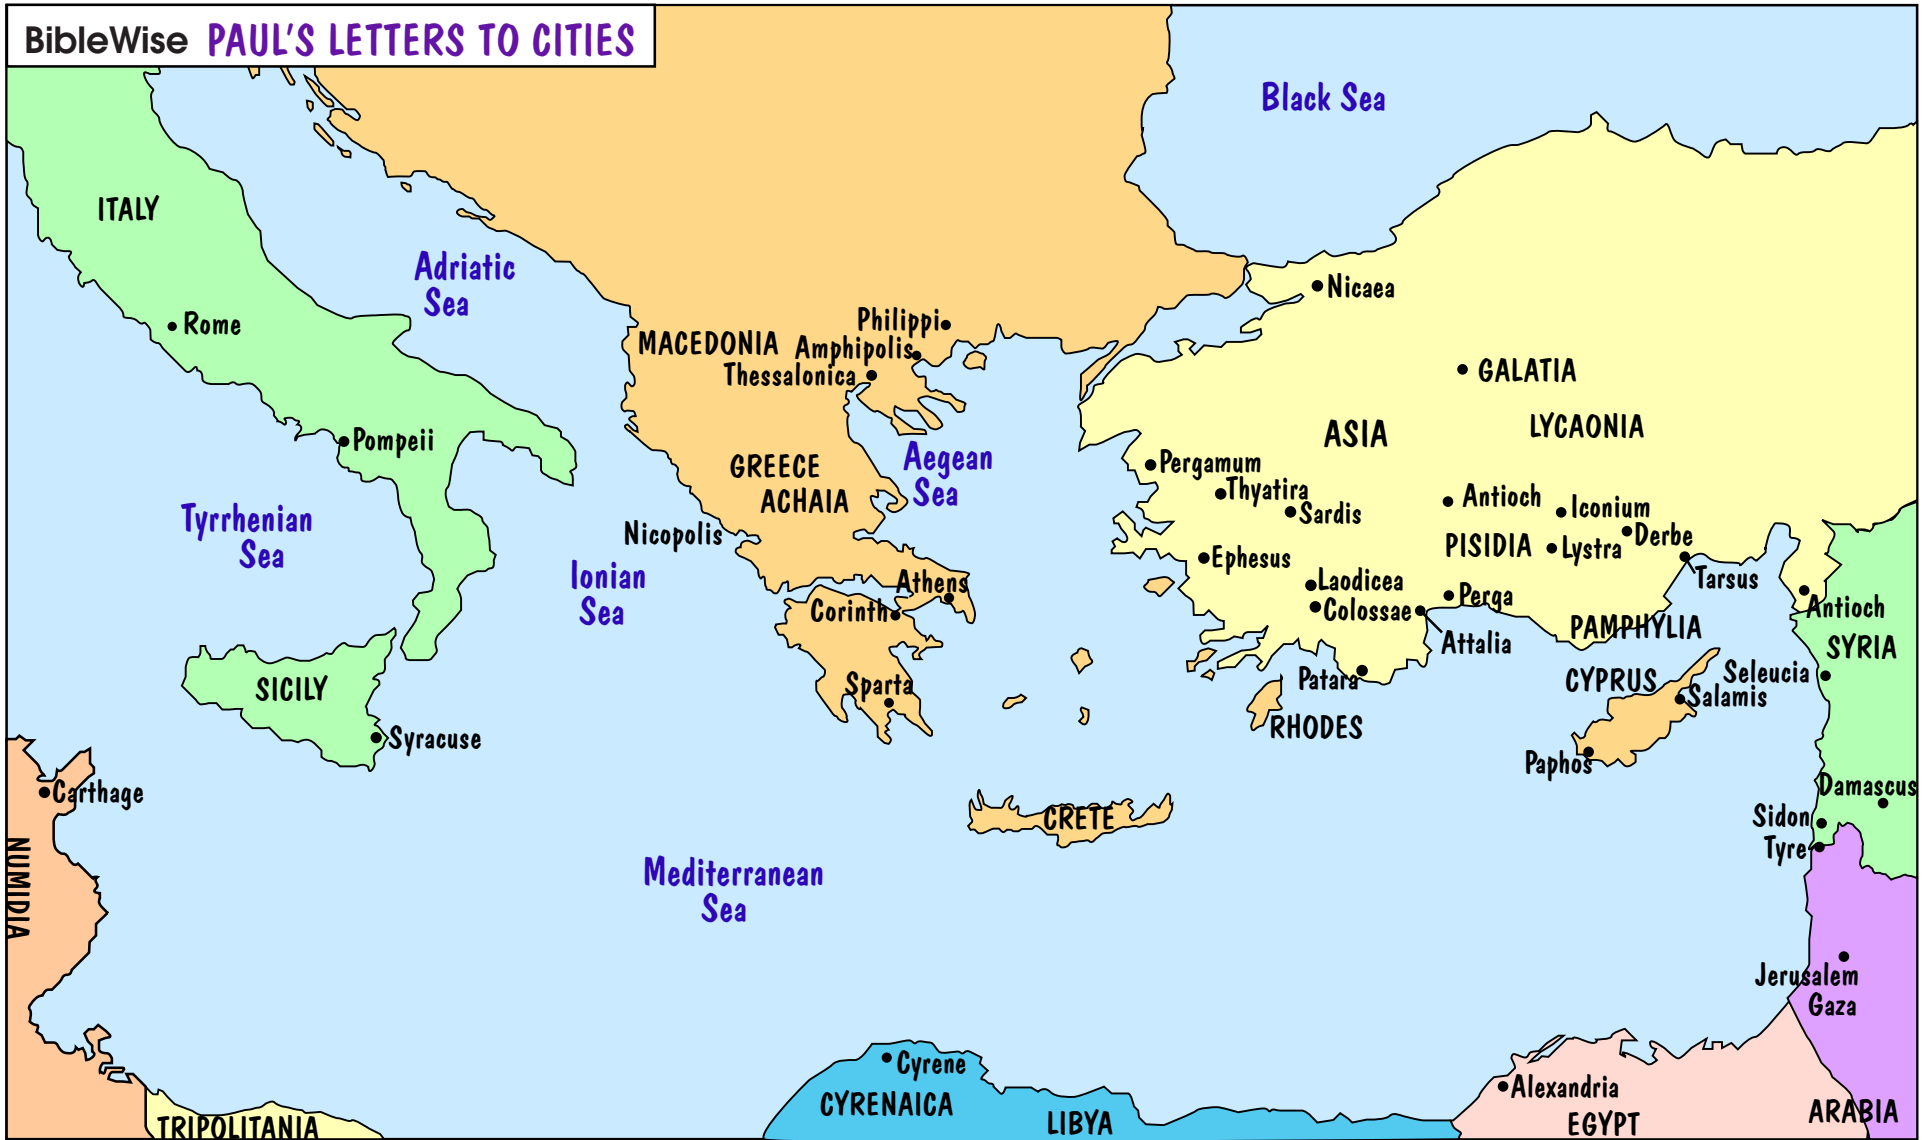 BibleWise PAUL'S LETTERS TO CITIES
Black Sea
ITALY
Adriatic
Sea
Nicaea
Rome
Philippi
MACEDONIA
Amphipolis
Thessalonica
GALATIA
LYCAONIA
ASIA
Pompeii
GREECE
ACHAIA
Aegean
Sea
Pergamum
Thyatira
Sardis
Antioch
Iconium
Derbe
Tyrrhenian
Sea
Nicopolis
PISIDIA
Lystra
Ephesus
Tarsus
Ionian
Sea
Athens
Corinth
Laodicea
Colossae
Perga
Antioch
Attalia
PAMPHYLIA
SYRIA
SICILY
Sparta
Patara
CYPRUS
Seleucia
Salamis
RHODES
Syracuse
Paphos
Carthage
Damascus
CRETE
Sidon
Tyre
NUMIDIA
Mediterranean
Sea
Jerusalem
Gaza
Cyrene
CYRENAICA
LIBYA
Alexandria
EGYPT
ARABIA
TRIPOLITANIA